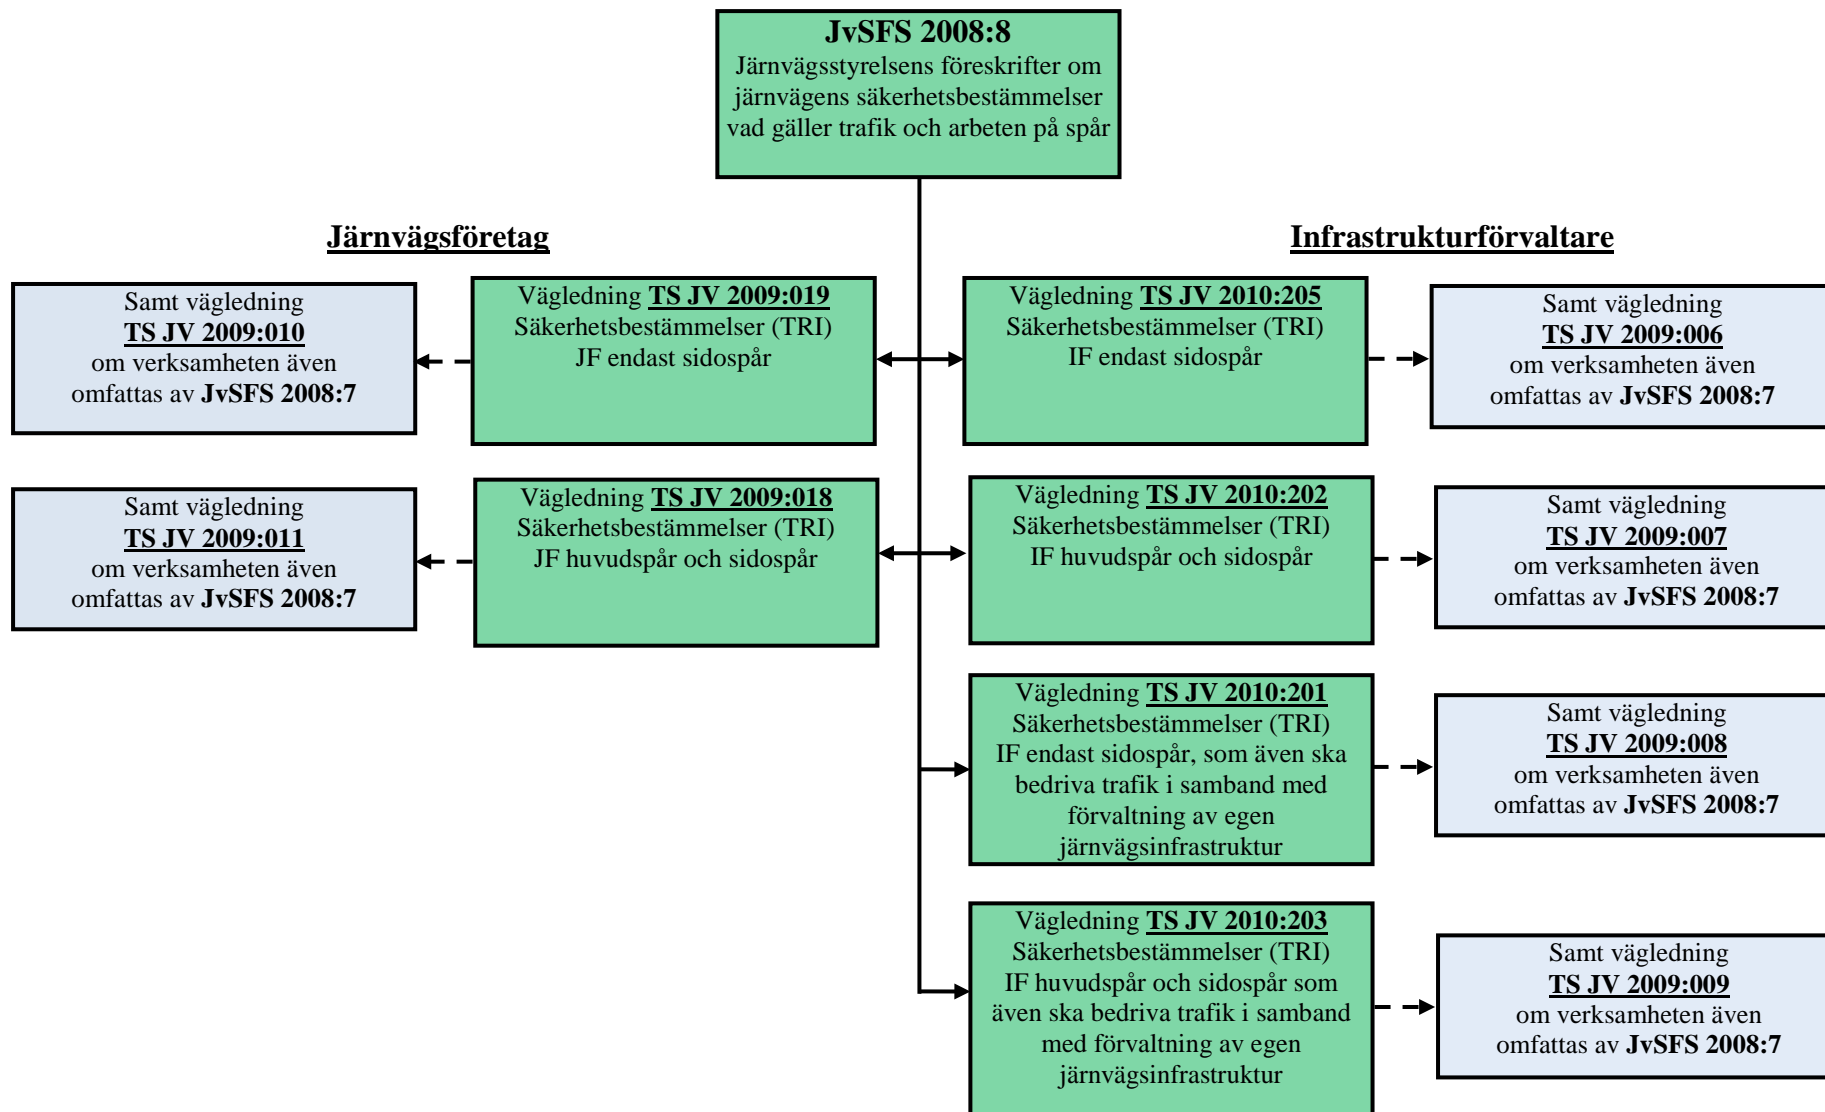 JvSFS 2008:8
Järnvägsstyrelsens föreskrifter om
järnvägens säkerhetsbestämmelser
vad gäller trafik och arbeten på spår
Järnvägsföretag
Infrastrukturförvaltare
Samt vägledning
TS JV 2009:010
om verksamheten även
omfattas av JvSFS 2008:7
Vägledning TS JV 2009:019
Säkerhetsbestämmelser (TRI)
JF endast sidospår
Vägledning TS JV 2010:205
Säkerhetsbestämmelser (TRI)
IF endast sidospår
Samt vägledning
TS JV 2009:006
om verksamheten även
omfattas av JvSFS 2008:7
Samt vägledning
TS JV 2009:011
om verksamheten även
omfattas av JvSFS 2008:7
Vägledning TS JV 2009:018
Säkerhetsbestämmelser (TRI)
JF huvudspår och sidospår
Vägledning TS JV 2010:202
Säkerhetsbestämmelser (TRI)
IF huvudspår och sidospår
Samt vägledning
TS JV 2009:007
om verksamheten även
omfattas av JvSFS 2008:7
Vägledning TS JV 2010:201
Säkerhetsbestämmelser (TRI)
IF endast sidospår, som även ska
bedriva trafik i samband med
förvaltning av egen
järnvägsinfrastruktur
Samt vägledning
TS JV 2009:008
om verksamheten även
omfattas av JvSFS 2008:7
Vägledning TS JV 2010:203
Säkerhetsbestämmelser (TRI)
IF huvudspår och sidospår som
även ska bedriva trafik i samband
med förvaltning av egen
järnvägsinfrastruktur
Samt vägledning
TS JV 2009:009
om verksamheten även
omfattas av JvSFS 2008:7